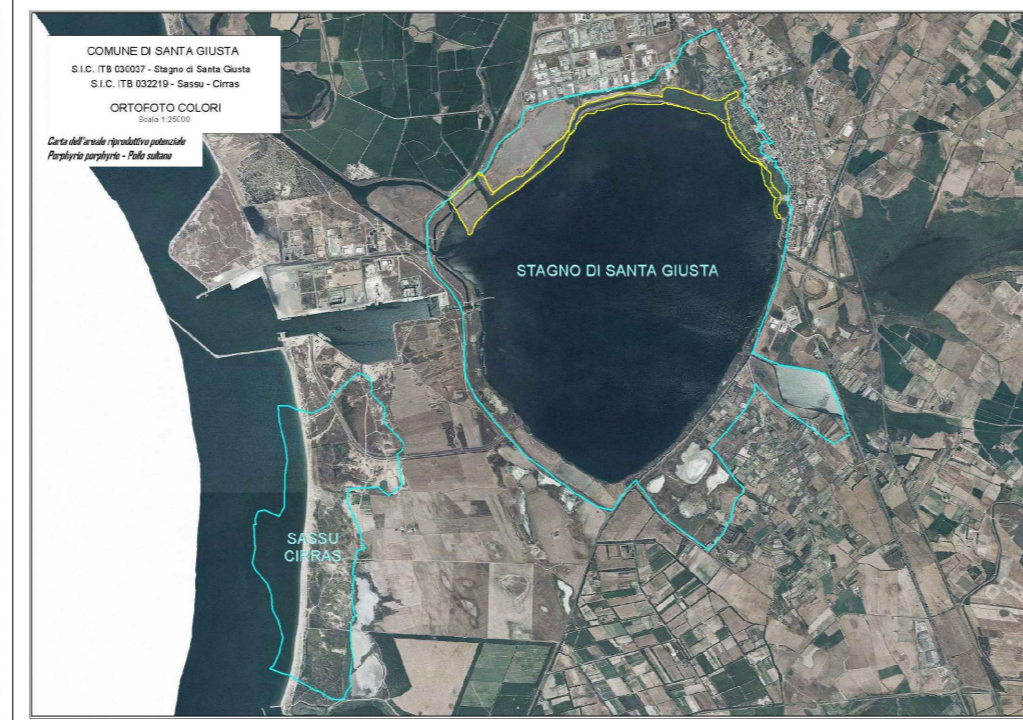 COMUNE DI SANTA GIUSTA
S.I.C. ITB 030037 - Stagno di Santa Giusta
S.I.C. ITB 032219 - Sassu - Cirras
ORTOFOTO COLORI
Scala 1:25000
Carta dell'areale riproduttivo potenziale
Porphyrio porphyrio - Pollo sultano
STAGNO DI SANTA GIUSTA
SASSU
CIRRAS